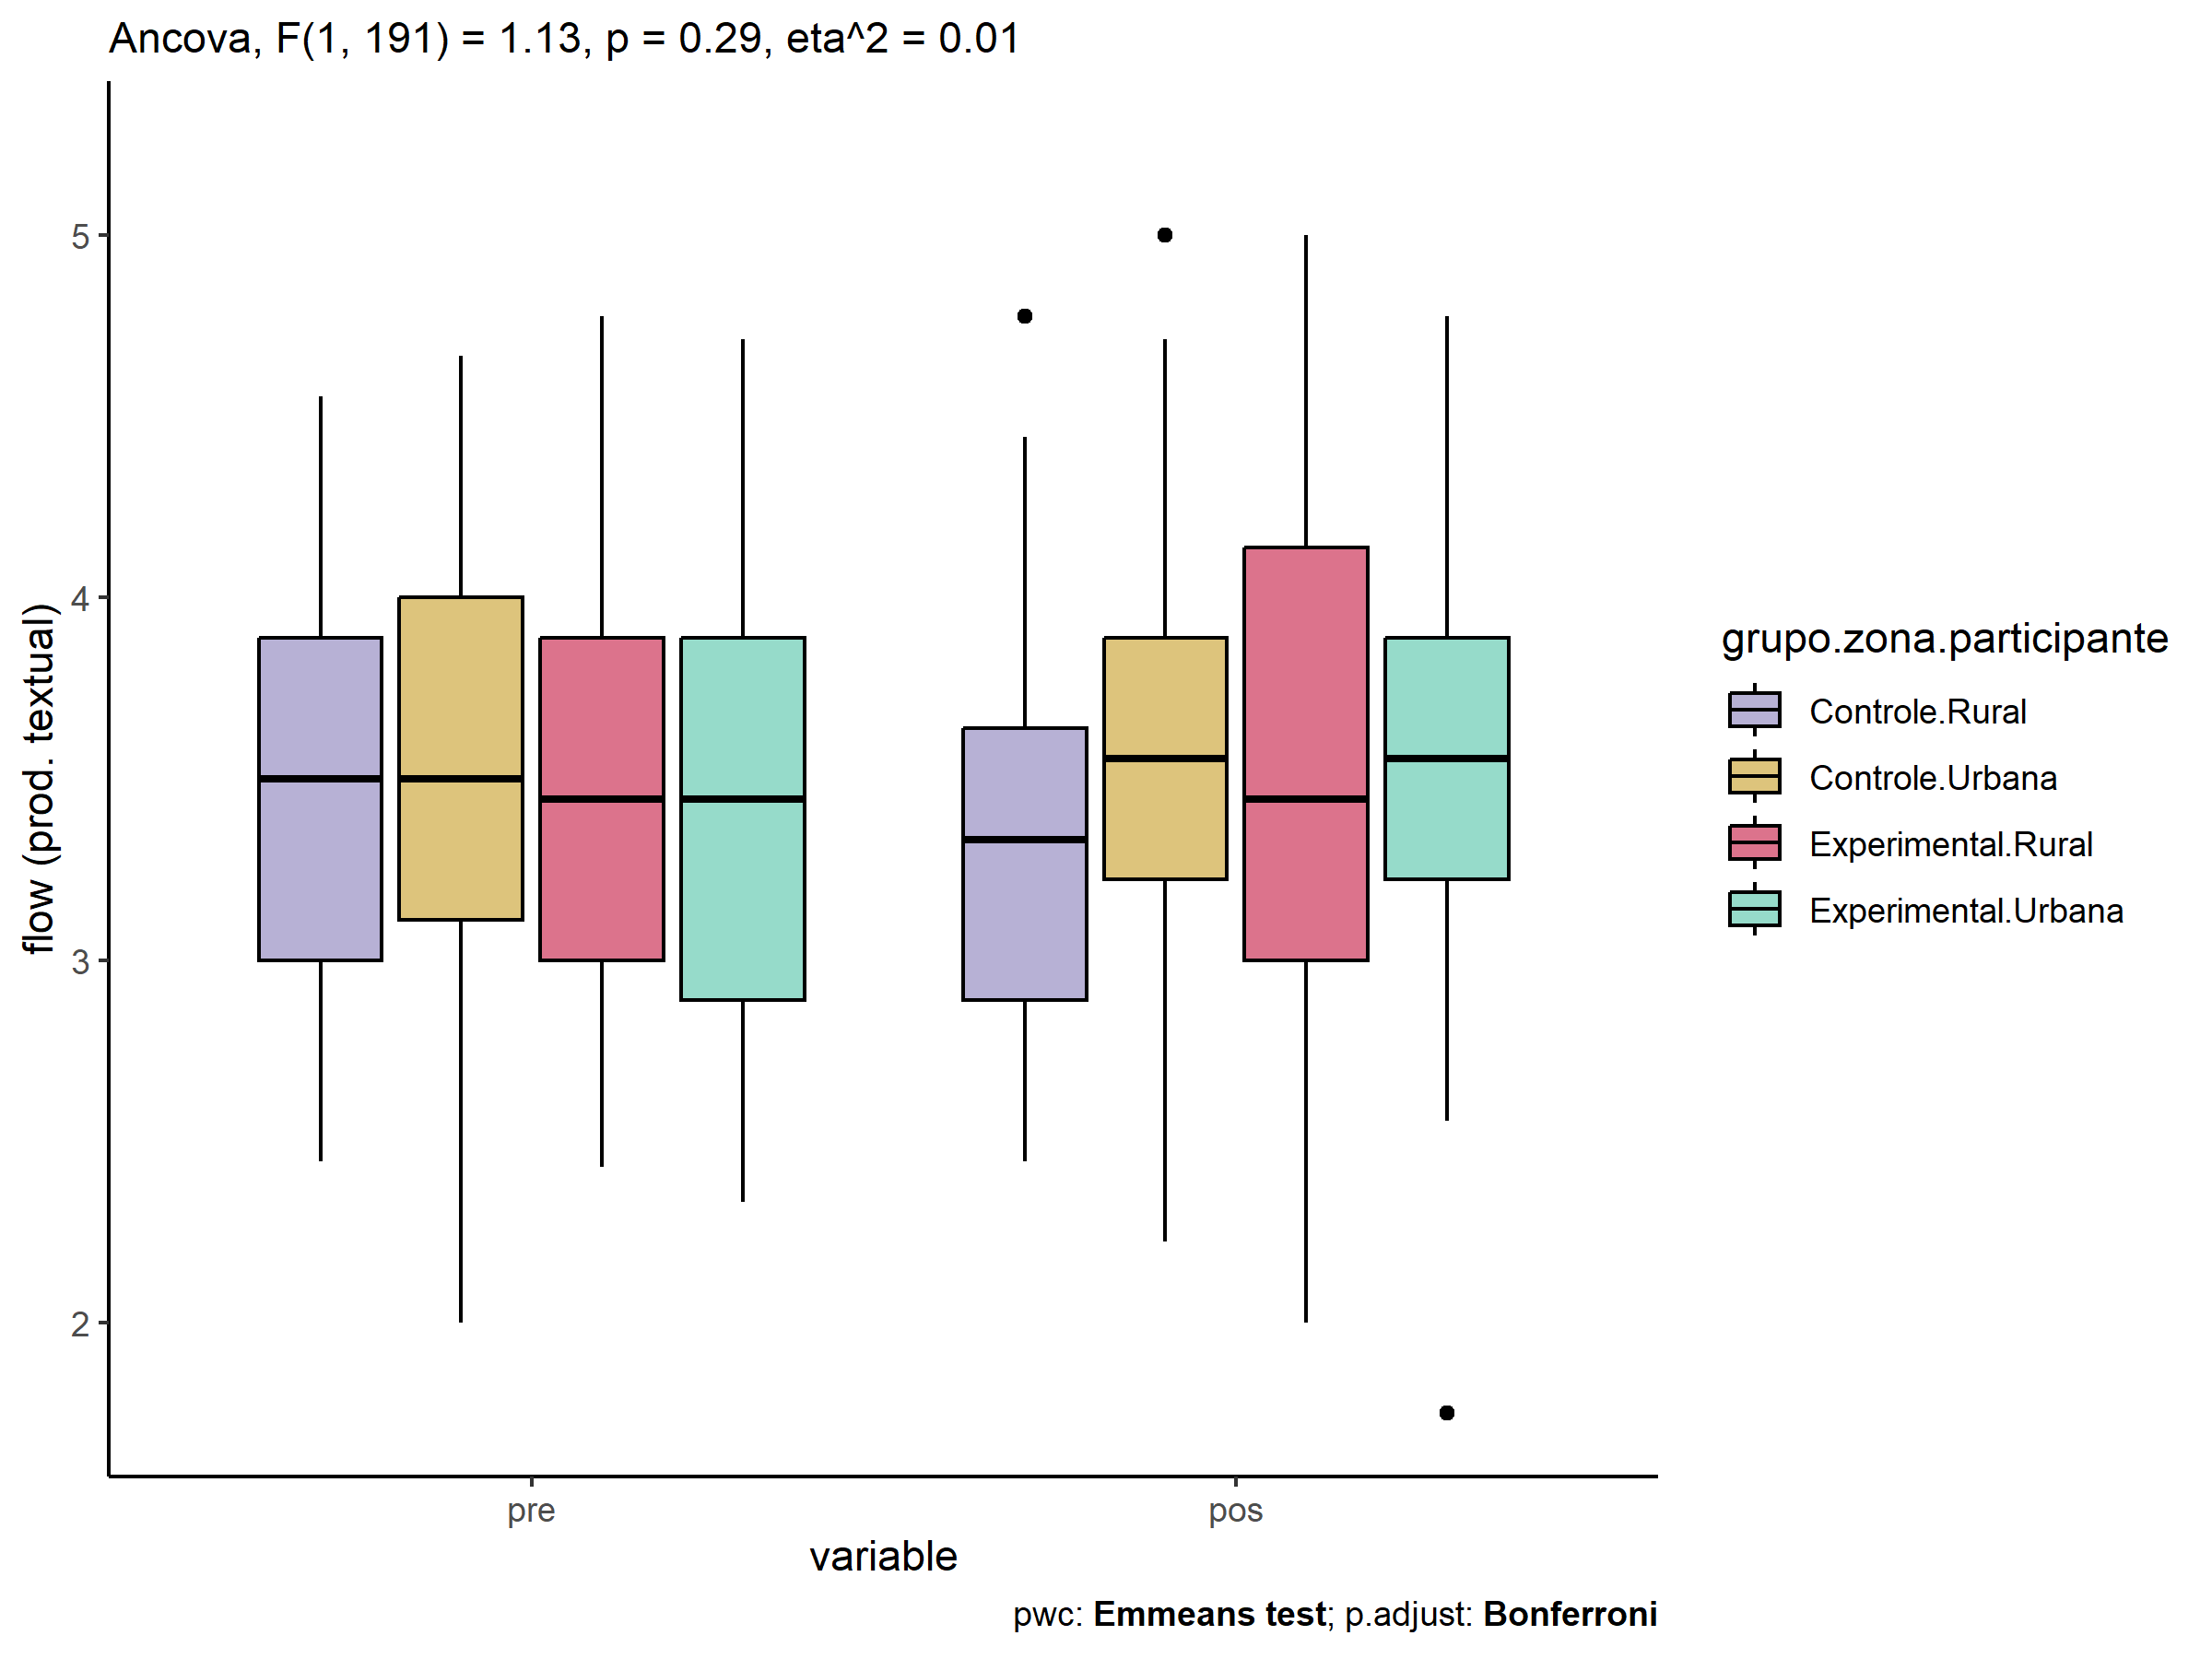 Ancova, F(1, 191) = 1.13, p = 0.29, eta^2 = 0.01
flow (prod. textual)
5
4
3
2
pre
pos
variable
grupo.zona.participante
Controle.Rural
Controle.Urbana
Experimental.Rural
Experimental.Urbana
pwc: Emmeans test; p.adjust: Bonferroni